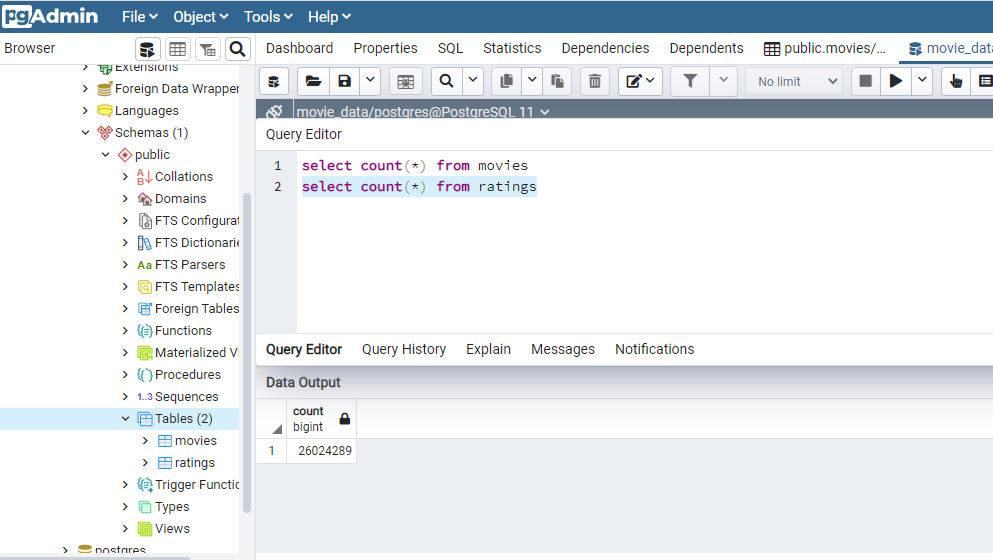 pgAdmin File Object Tools Help
Browser
Dashboard Properties SQL Statistics Dependencies Dependents public.movies/... movie_data
No limit
movie_data/postgres@PostgreSQL 11
Extensions
Foreign Data Wrapper
Languages
Schemas (1)
public
Collations
Domains
FTS Configurat
FTS Dictionarie
FTS Parsers
FTS Templates
Foreign Tables
Functions
Materialized Vi
Procedures
1..3 Sequences
Tables (2)
movies
ratings
Trigger Functio
Types
Views
postgres
Query Editor
1 select count(*) from movies
2 select count(*) from ratings
Query Editor Query History Explain Messages Notifications
Data Output
count
bigint
1 26024289